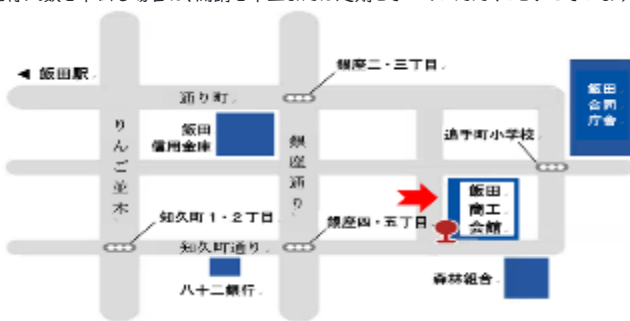 ◀ 飯田駅
銀座二・三丁目
通り町
飯田
合同
庁舎
飯田
信用金庫
りんご並木
銀座通り
追手町小学校
飯田
商工
会館
知久町1・2丁目
銀座四・五丁目
知久町通り
八十二銀行
森林組合